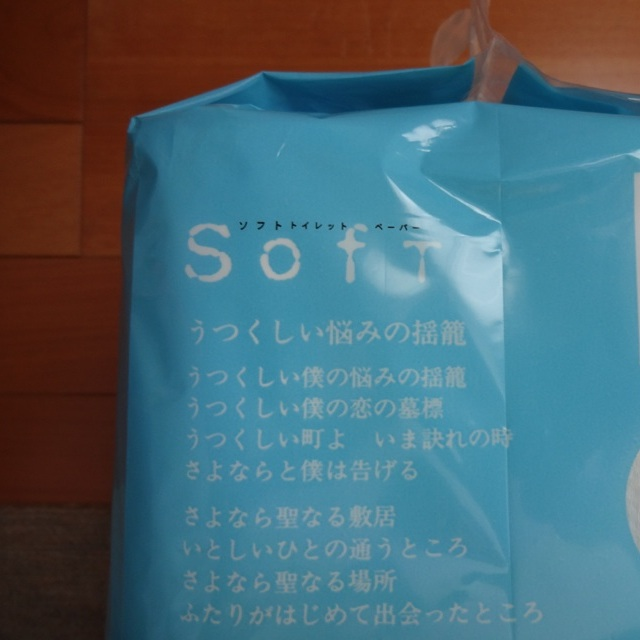 ソフトトイレットペーパー
Soft
うつくしい悩みの揺籠
うつくしい僕の悩みの揺籠
うつくしい僕の恋の墓標
うつくしい町よ　いま訣れの時
さよならと僕は告げる
さよなら聖なる敷居
いとしいひとの通うところ
さよなら聖なる場所
ふたりがはじめて出会ったところ